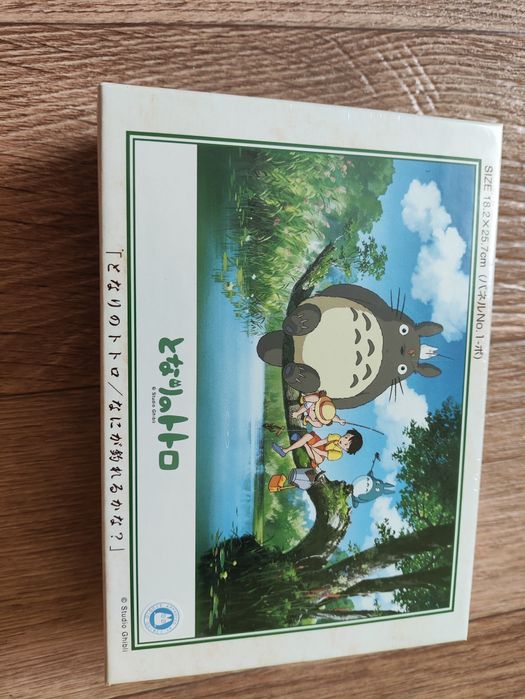 SIZE 18.2×25.7cm (パネルNo.1-ボ)
となりのトトロ
© Studio Ghibli
「となりのトトロ/なにが釣れるかな?」
© Studio Ghibli